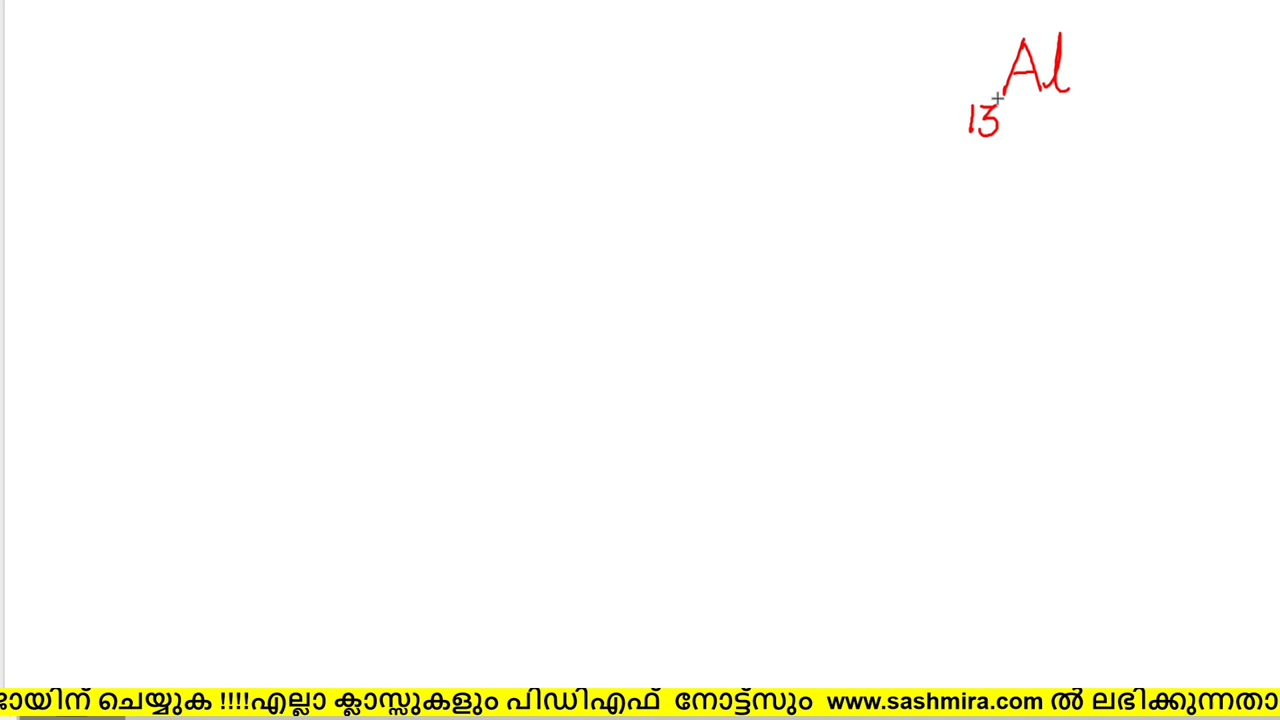 Al
13
ജോയിന് ചെയ്യുക !!!!എല്ലാ ക്ലാസ്സുകളും പിഡിഎഫ് നോട്ട്സും www.sashmira.com ൽ ലഭിക്കുന്നതാ